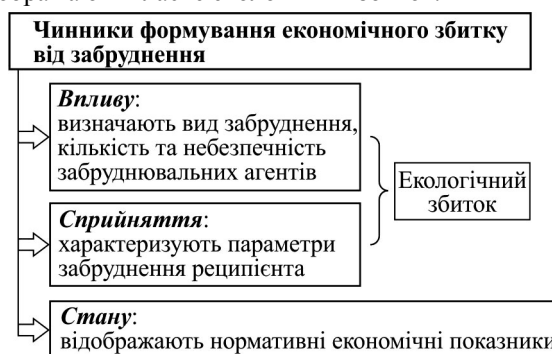 Чинники формування економічного збитку
від забруднення
Впливу:
визначають вид забруднення,
кількість та небезпечність
забруднювальних агентів
Екологічний
збиток
Сприйняття:
характеризують параметри
забруднення реципієнта
Стану:
відображають нормативні економічні показники